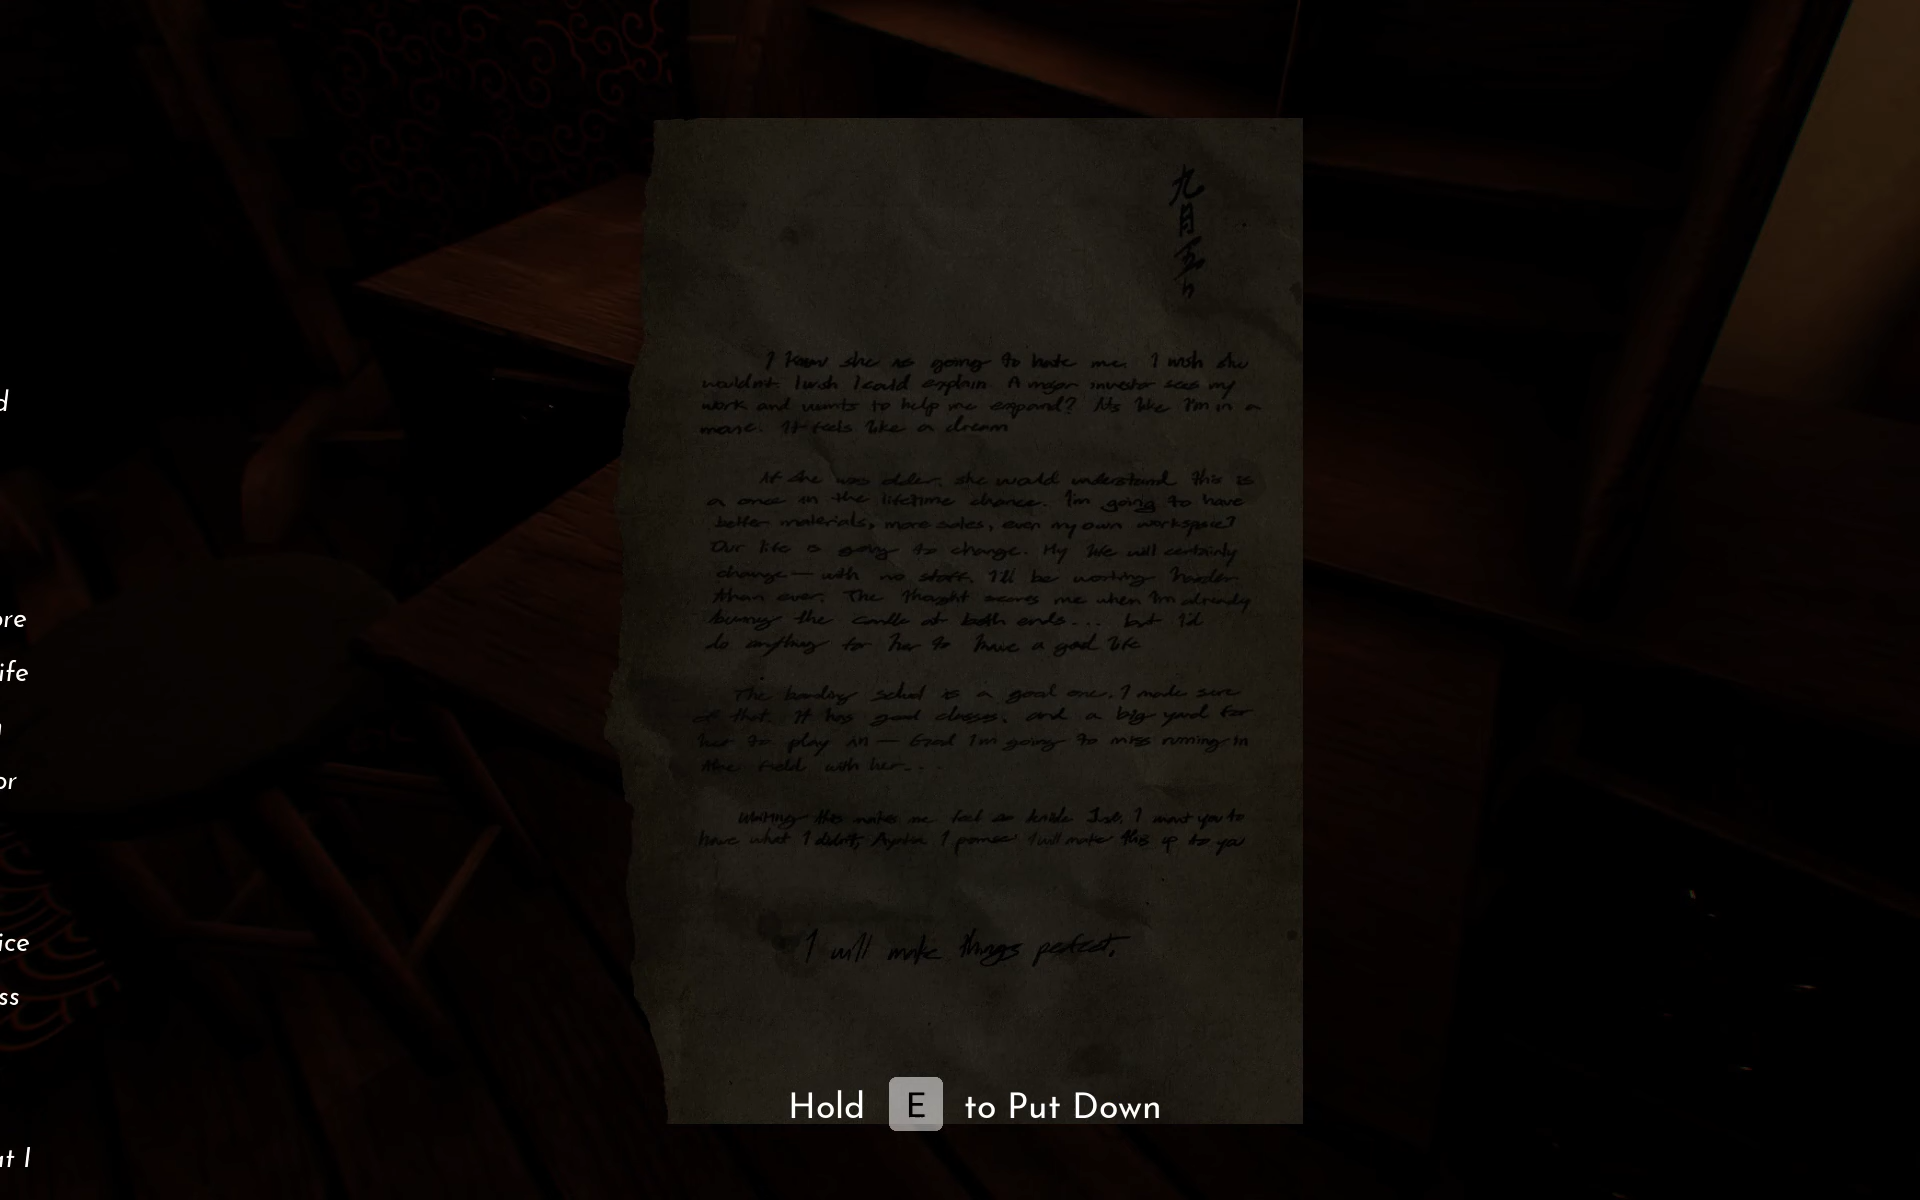 九月五日
I know she is going to hate me. I wish she
wouldn't. I wish I could explain. A major investor sees my
work and wants to help me expand? It's like I'm in a
movie. It feels like a dream
If she was older, she would understand this is
a once in the lifetime chance. I'm going to have
better materials, more sales, even my own workspace?
Our life is going to change. My life will certainly
change — with no staff, I'll be working harder
than ever. The thought scares me when I'm already
burning the candle at both ends... but I'd
do anything for her to have a good life
The boarding school is a good one. I made sure
of that. It has good classes, and a big yard for
her to play in — God I'm going to miss running in
the field with her...
Writing this makes me feel so terrible. Just, I want you to
have what I didn't, I promise I will make this up to you
I will make things perfect.
d
ore
ife
or
ice
ss
at I
Hold E to Put Down